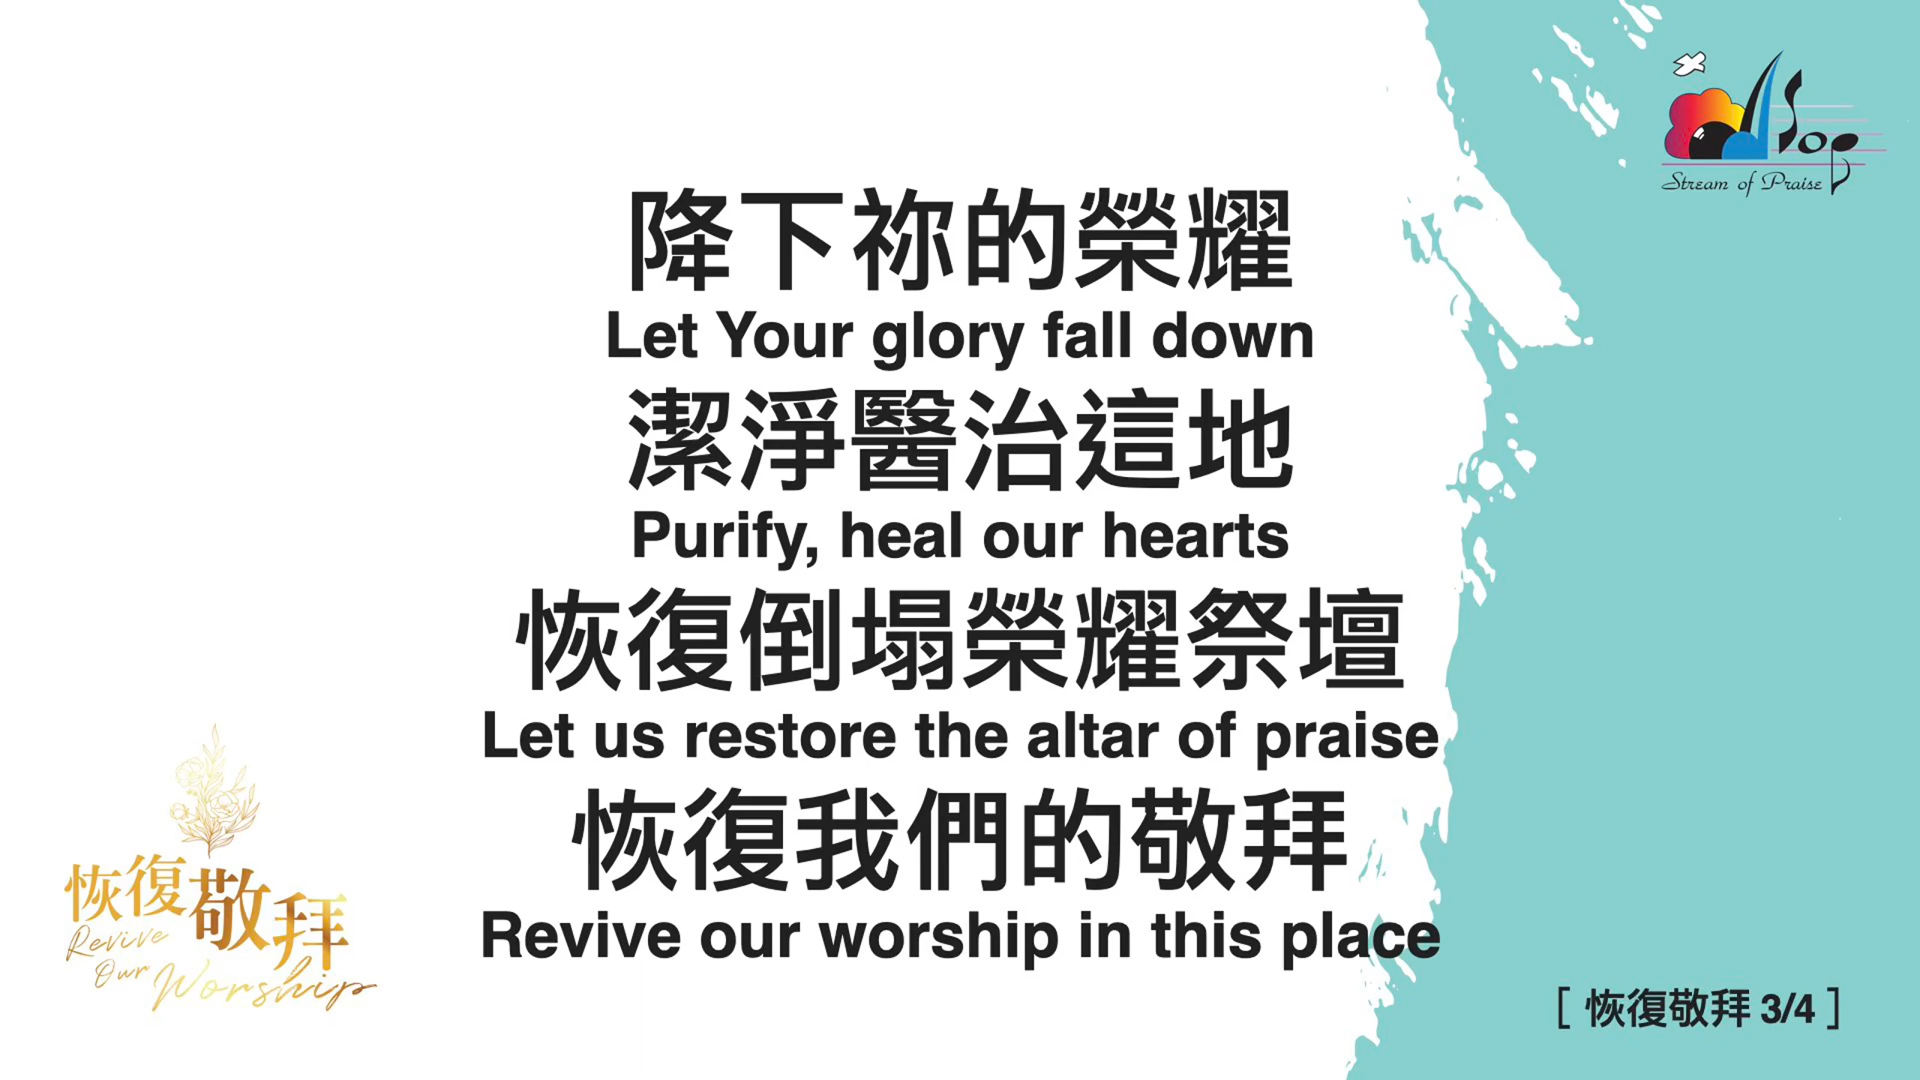 SOP
Stream of Praise
降下祢的榮耀
Let Your glory fall down
潔淨醫治這地
Purify, heal our hearts
恢復倒塌榮耀祭壇
Let us restore the altar of praise
恢復我們的敬拜
Revive our worship in this place
恢復敬拜
Revive
Our Worship
[ 恢復敬拜 3/4 ]